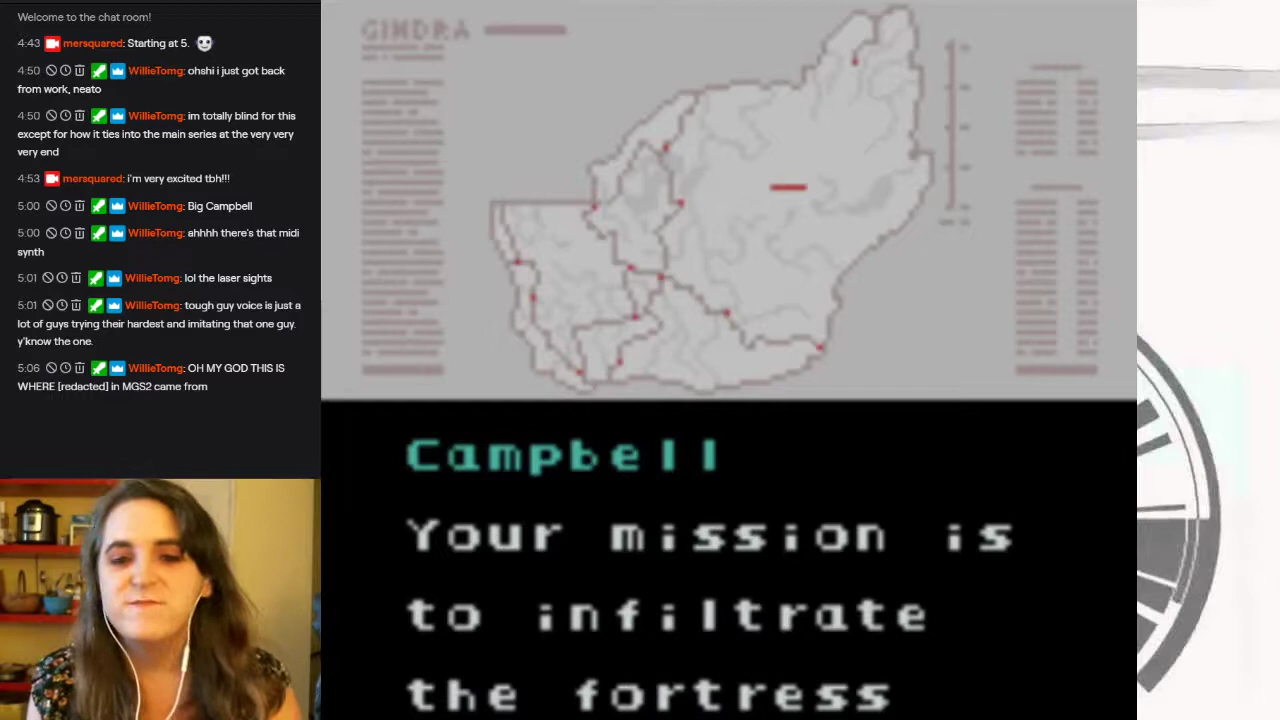 Welcome to the chat room!
4:43 mersquared: Starting at 5.
4:50 WillieTomg: ohshi i just got back
from work, neato
4:50 WillieTomg: im totally blind for this
except for how it ties into the main series at the very very
very end
4:53 mersquared: i'm very excited tbh!!!
5:00 WillieTomg: Big Campbell
5:00 WillieTomg: ahhhh there's that midi
synth
5:01 WillieTomg: lol the laser sights
5:01 WillieTomg: tough guy voice is just a
lot of guys trying their hardest and imitating that one guy.
y'know the one.
5:06 WillieTomg: OH MY GOD THIS IS
WHERE [redacted] in MGS2 came from
GINDRA
Campbell
Your mission is
to infiltrate
the fortress